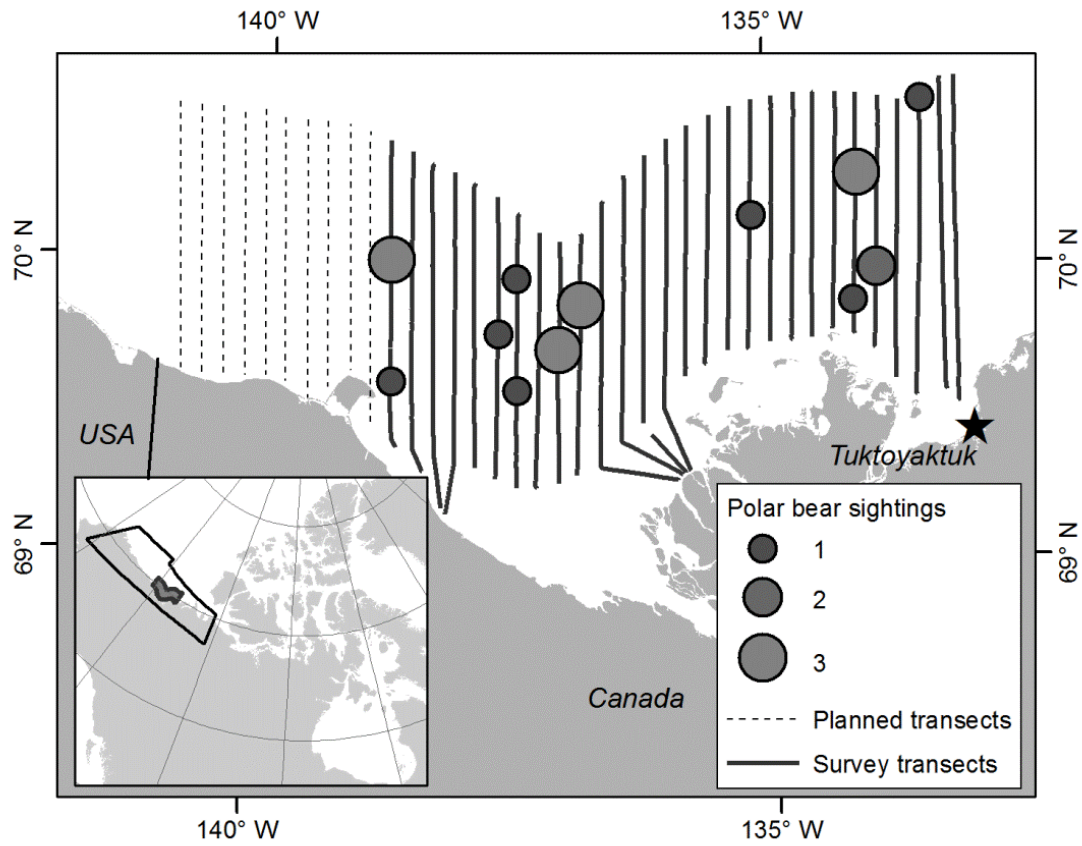 140° W
135° W
70° N
70° N
USA
Tuktoyaktuk
69° N
69° N
Canada
Polar bear sightings
1
2
3
Planned transects
Survey transects
140° W
135° W